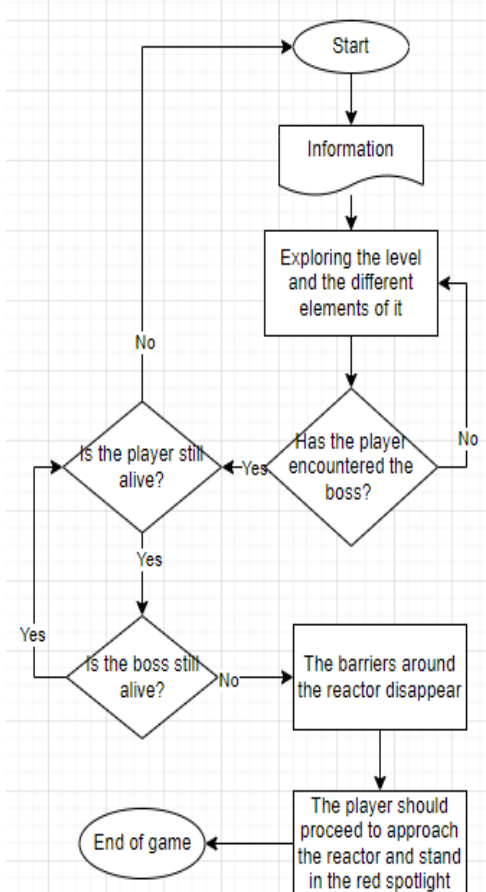 Start
Information
Exploring the level
and the different
elements of it
No
Is the player still
alive?
Yes
Has the player
encountered the
boss?
No
Yes
Yes
Is the boss still
alive?
No
The barriers around
the reactor disappear
The player should
proceed to approach
the reactor and stand
in the red spotlight
End of game